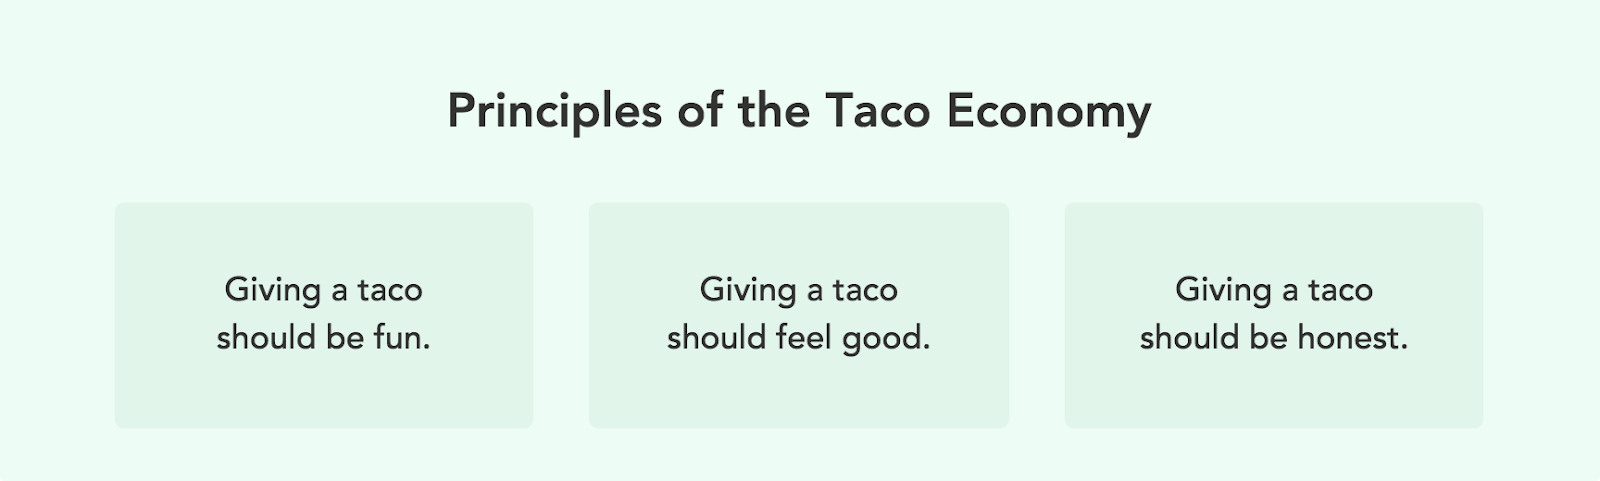 Principles of the Taco Economy
Giving a taco
should be fun.
Giving a taco
should feel good.
Giving a taco
should be honest.